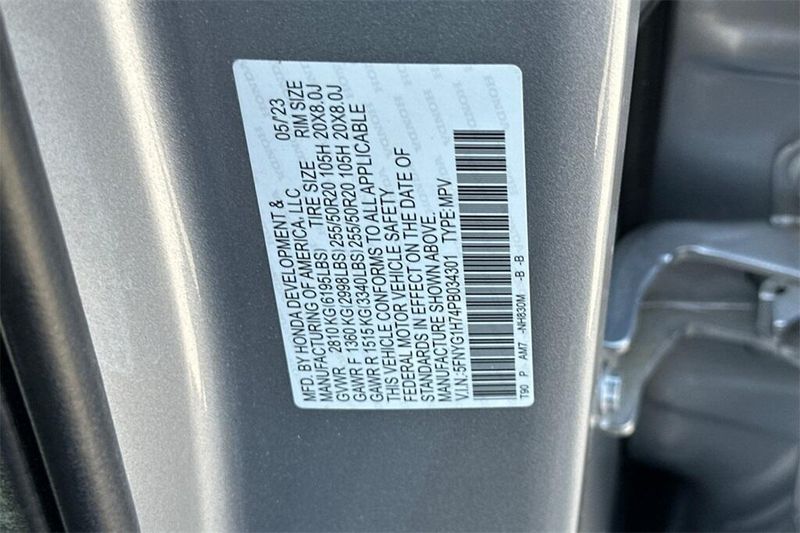 MFD. BY HONDA DEVELOPMENT & 05/23
MANUFACTURING OF AMERICA, LLC
GVWR 2810 KG(6195LBS) TIRE SIZE RIM SIZE
GAWR F 1360 KG(2998LBS) 255/50R20 105H 20X8.0J
GAWR R 1515 KG(3340LBS) 255/50R20 105H 20X8.0J
THIS VEHICLE CONFORMS TO ALL APPLICABLE
FEDERAL MOTOR VEHICLE SAFETY
STANDARDS IN EFFECT ON THE DATE OF
MANUFACTURE SHOWN ABOVE.
V.I.N.:5FNYG1H74PB034301 TYPE:MPV
T90 P AM7 -NH830M -B -B
HONDA